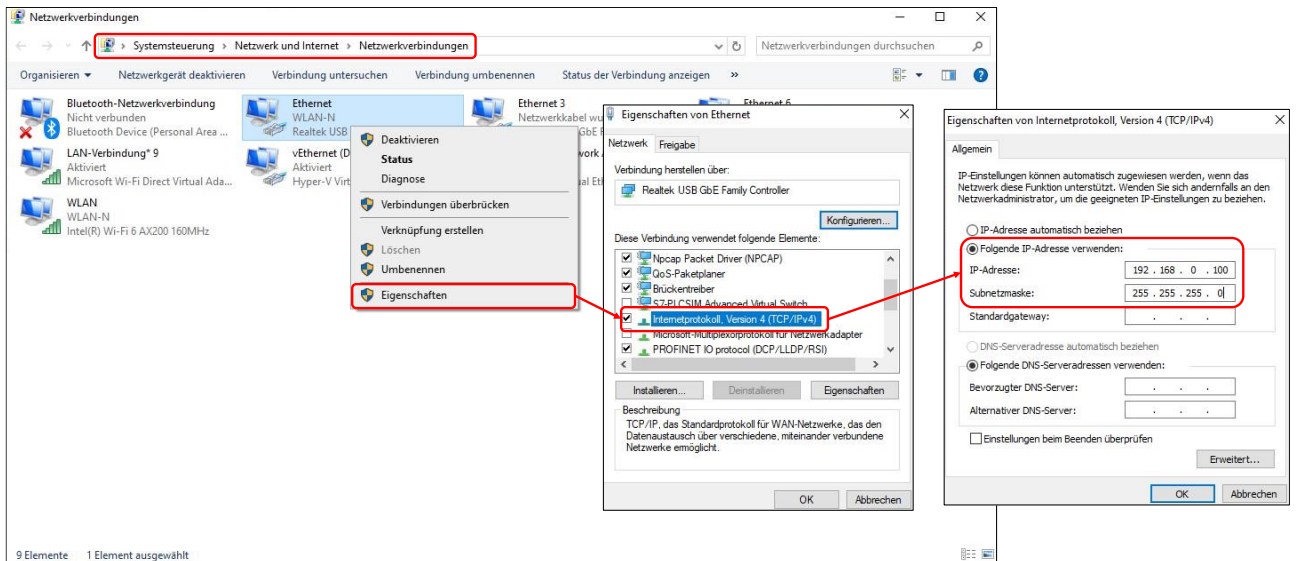 Netzwerkverbindungen
Systemsteuerung › Netzwerk und Internet › Netzwerkverbindungen
Netzwerkverbindungen durchsuchen
Organisieren
Netzwerkgerät deaktivieren
Verbindung untersuchen
Verbindung umbenennen
Status der Verbindung anzeigen
»
Bluetooth-Netzwerkverbindung
Nicht verbunden
Bluetooth Device (Personal Area ...
Ethernet
WLAN-N
Realtek USB
Ethernet 3
Netzwerkkabel wu
GbE F
Ethernet 6
LAN-Verbindung* 9
Aktiviert
Microsoft Wi-Fi Direct Virtual Ada...
vEthernet (D
Aktiviert
Hyper-V Virt
work
ual Eth
WLAN
WLAN-N
Intel(R) Wi-Fi 6 AX200 160MHz
Deaktivieren
Status
Diagnose
Verbindungen überbrücken
Verknüpfung erstellen
Löschen
Umbenennen
Eigenschaften
9 Elemente
1 Element ausgewählt
Eigenschaften von Ethernet
Netzwerk
Freigabe
Verbindung herstellen über:
Realtek USB GbE Family Controller
Konfigurieren...
Diese Verbindung verwendet folgende Elemente:
Npcap Packet Driver (NPCAP)
QoS-Paketplaner
Brückentreiber
S7-PLCSIM Advanced Virtual Switch
Internetprotokoll, Version 4 (TCP/IPv4)
Microsoft-Multiplexorprotokoll für Netzwerkadapter
PROFINET IO protocol (DCP/LLDP/RSI)
Installieren...
Deinstallieren
Eigenschaften
Beschreibung
TCP/IP, das Standardprotokoll für WAN-Netzwerke, das den
Datenaustausch über verschiedene, miteinander verbundene
Netzwerke ermöglicht.
OK
Abbrechen
Eigenschaften von Internetprotokoll, Version 4 (TCP/IPv4)
Allgemein
IP-Einstellungen können automatisch zugewiesen werden, wenn das
Netzwerk diese Funktion unterstützt. Wenden Sie sich andernfalls an den
Netzwerkadministrator, um die geeigneten IP-Einstellungen zu beziehen.
IP-Adresse automatisch beziehen
Folgende IP-Adresse verwenden:
IP-Adresse: 192 . 168 . 0 . 100
Subnetzmaske: 255 . 255 . 255 . 0
Standardgateway: . . .
DNS-Serveradresse automatisch beziehen
Folgende DNS-Serveradressen verwenden:
Bevorzugter DNS-Server: . . .
Alternativer DNS-Server: . . .
Einstellungen beim Beenden überprüfen
Erweitert...
OK
Abbrechen